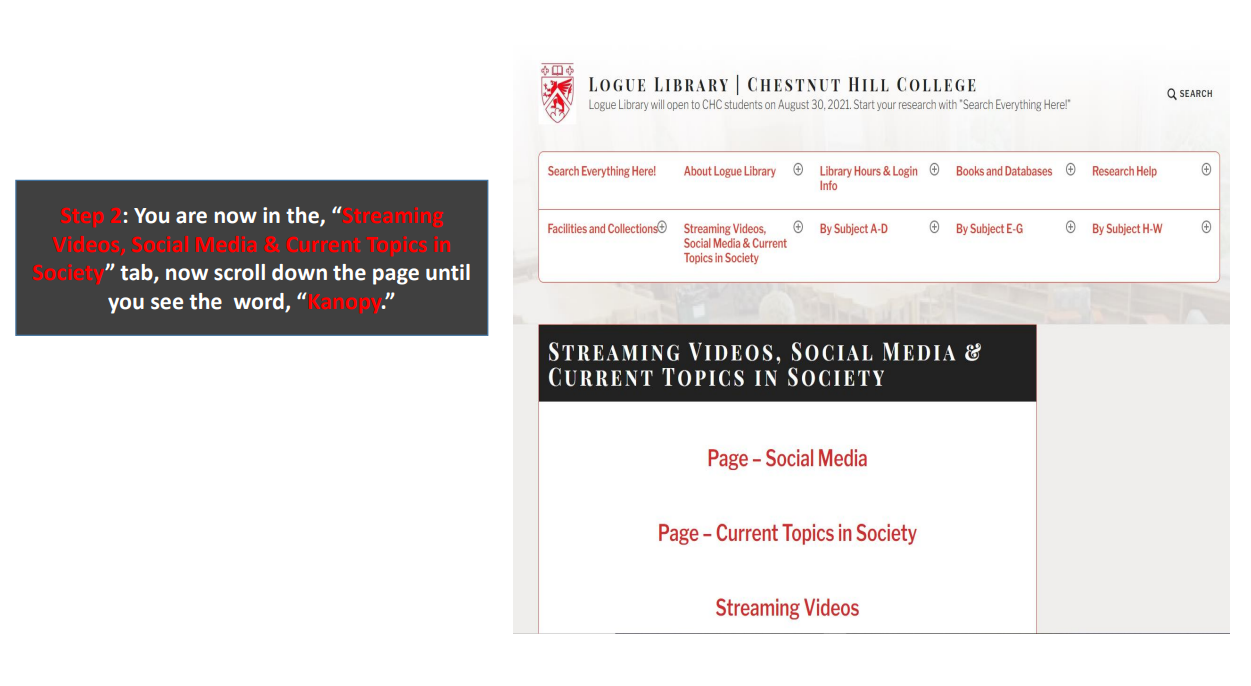 Step 2: You are now in the, “Streaming
Videos, Social Media & Current Topics in
Society” tab, now scroll down the page until
you see the  word, “Kanopy.”
LOGUE LIBRARY | CHESTNUT HILL COLLEGE
Logue Library will open to CHC students on August 30, 2021. Start your research with "Search Everything Here!"
SEARCH
Search Everything Here!
About Logue Library
Library Hours & Login
Info
Books and Databases
Research Help
Facilities and Collections
Streaming Videos,
Social Media & Current
Topics in Society
By Subject A-D
By Subject E-G
By Subject H-W
STREAMING VIDEOS, SOCIAL MEDIA &
CURRENT TOPICS IN SOCIETY
Page – Social Media
Page – Current Topics in Society
Streaming Videos